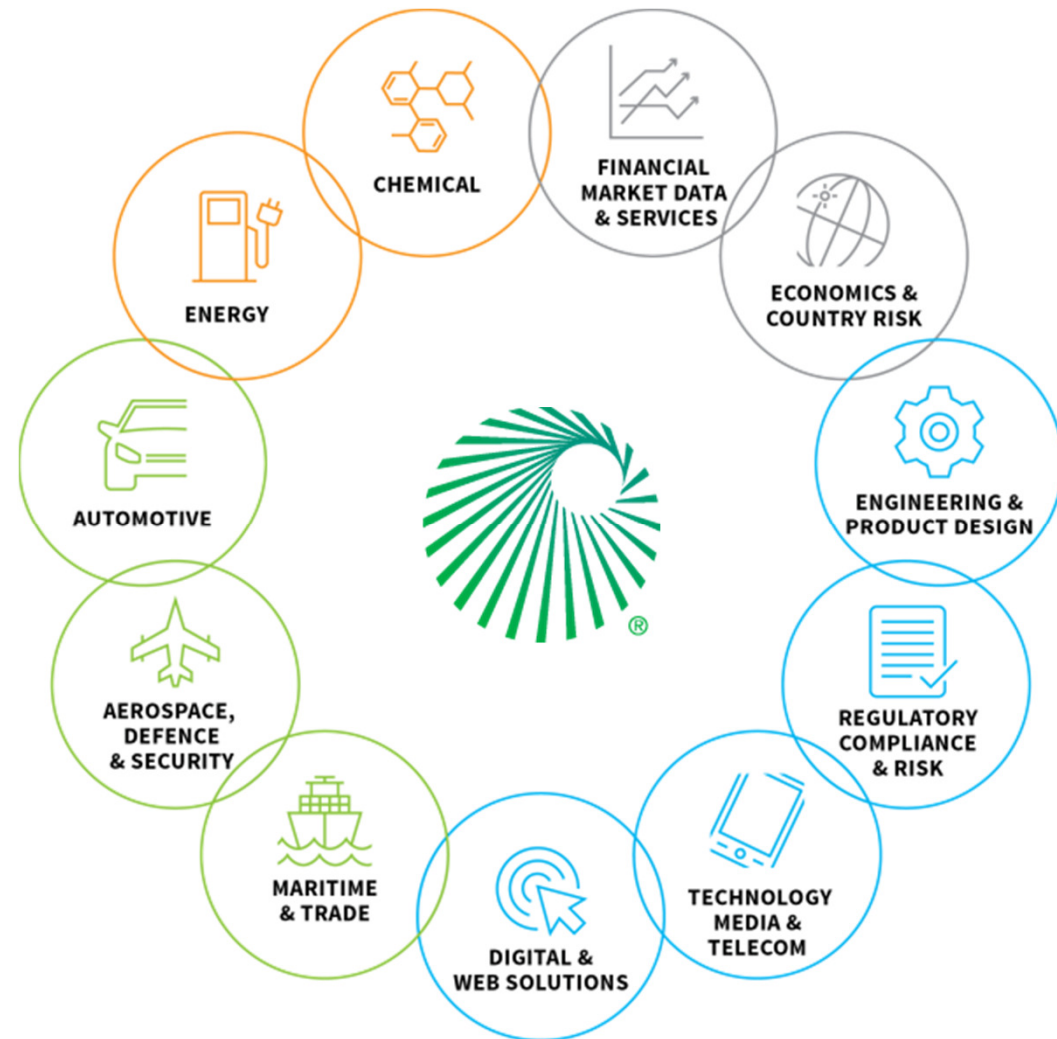 CHEMICAL
FINANCIAL
MARKET DATA
& SERVICES
ECONOMICS &
COUNTRY RISK
ENGINEERING &
PRODUCT DESIGN
REGULATORY
COMPLIANCE
& RISK
TECHNOLOGY
MEDIA &
TELECOM
DIGITAL &
WEB SOLUTIONS
MARITIME
& TRADE
AEROSPACE,
DEFENCE
& SECURITY
AUTOMOTIVE
ENERGY
®